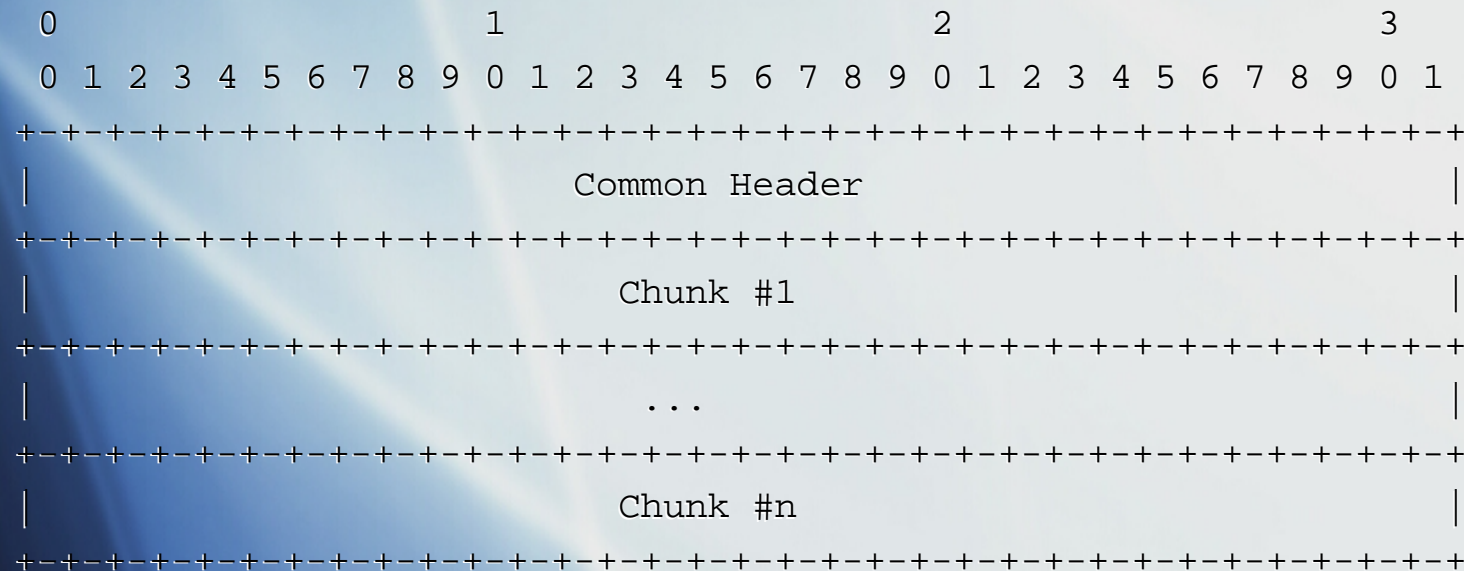 0                   1                   2                   3
0 1 2 3 4 5 6 7 8 9 0 1 2 3 4 5 6 7 8 9 0 1 2 3 4 5 6 7 8 9 0 1
+-+-+-+-+-+-+-+-+-+-+-+-+-+-+-+-+-+-+-+-+-+-+-+-+-+-+-+-+-+-+-+-+
|                         Common Header                         |
+-+-+-+-+-+-+-+-+-+-+-+-+-+-+-+-+-+-+-+-+-+-+-+-+-+-+-+-+-+-+-+-+
|                           Chunk #1                            |
+-+-+-+-+-+-+-+-+-+-+-+-+-+-+-+-+-+-+-+-+-+-+-+-+-+-+-+-+-+-+-+-+
|                            ...                                |
+-+-+-+-+-+-+-+-+-+-+-+-+-+-+-+-+-+-+-+-+-+-+-+-+-+-+-+-+-+-+-+-+
|                           Chunk #n                            |
+-+-+-+-+-+-+-+-+-+-+-+-+-+-+-+-+-+-+-+-+-+-+-+-+-+-+-+-+-+-+-+-+